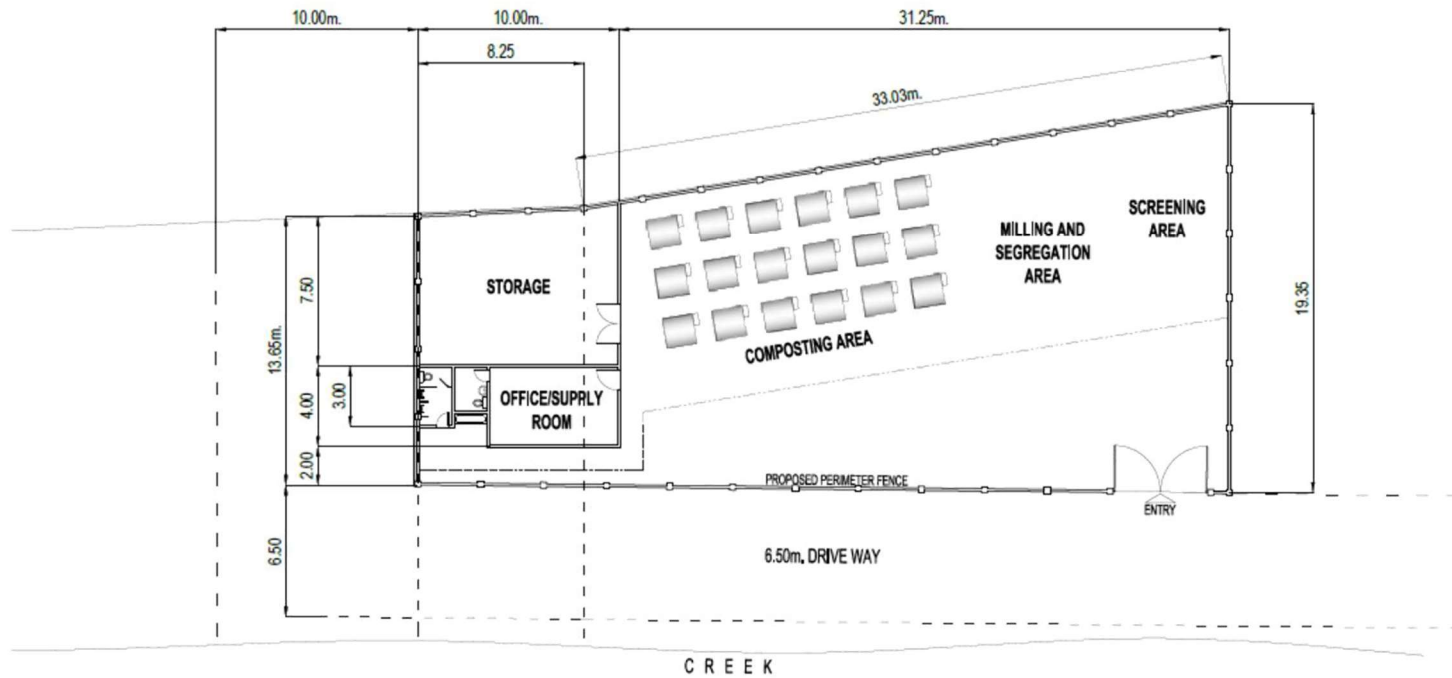 10.00m.
10.00m.
31.25m.
8.25
33.03m.
STORAGE
MILLING AND
SEGREGATION
AREA
SCREENING
AREA
7.50
13.65m.
19.35
COMPOSTING AREA
4.00
3.00
OFFICE/SUPPLY
ROOM
2.00
PROPOSED PERIMETER FENCE
ENTRY
6.50
6.50m. DRIVE WAY
CREEK